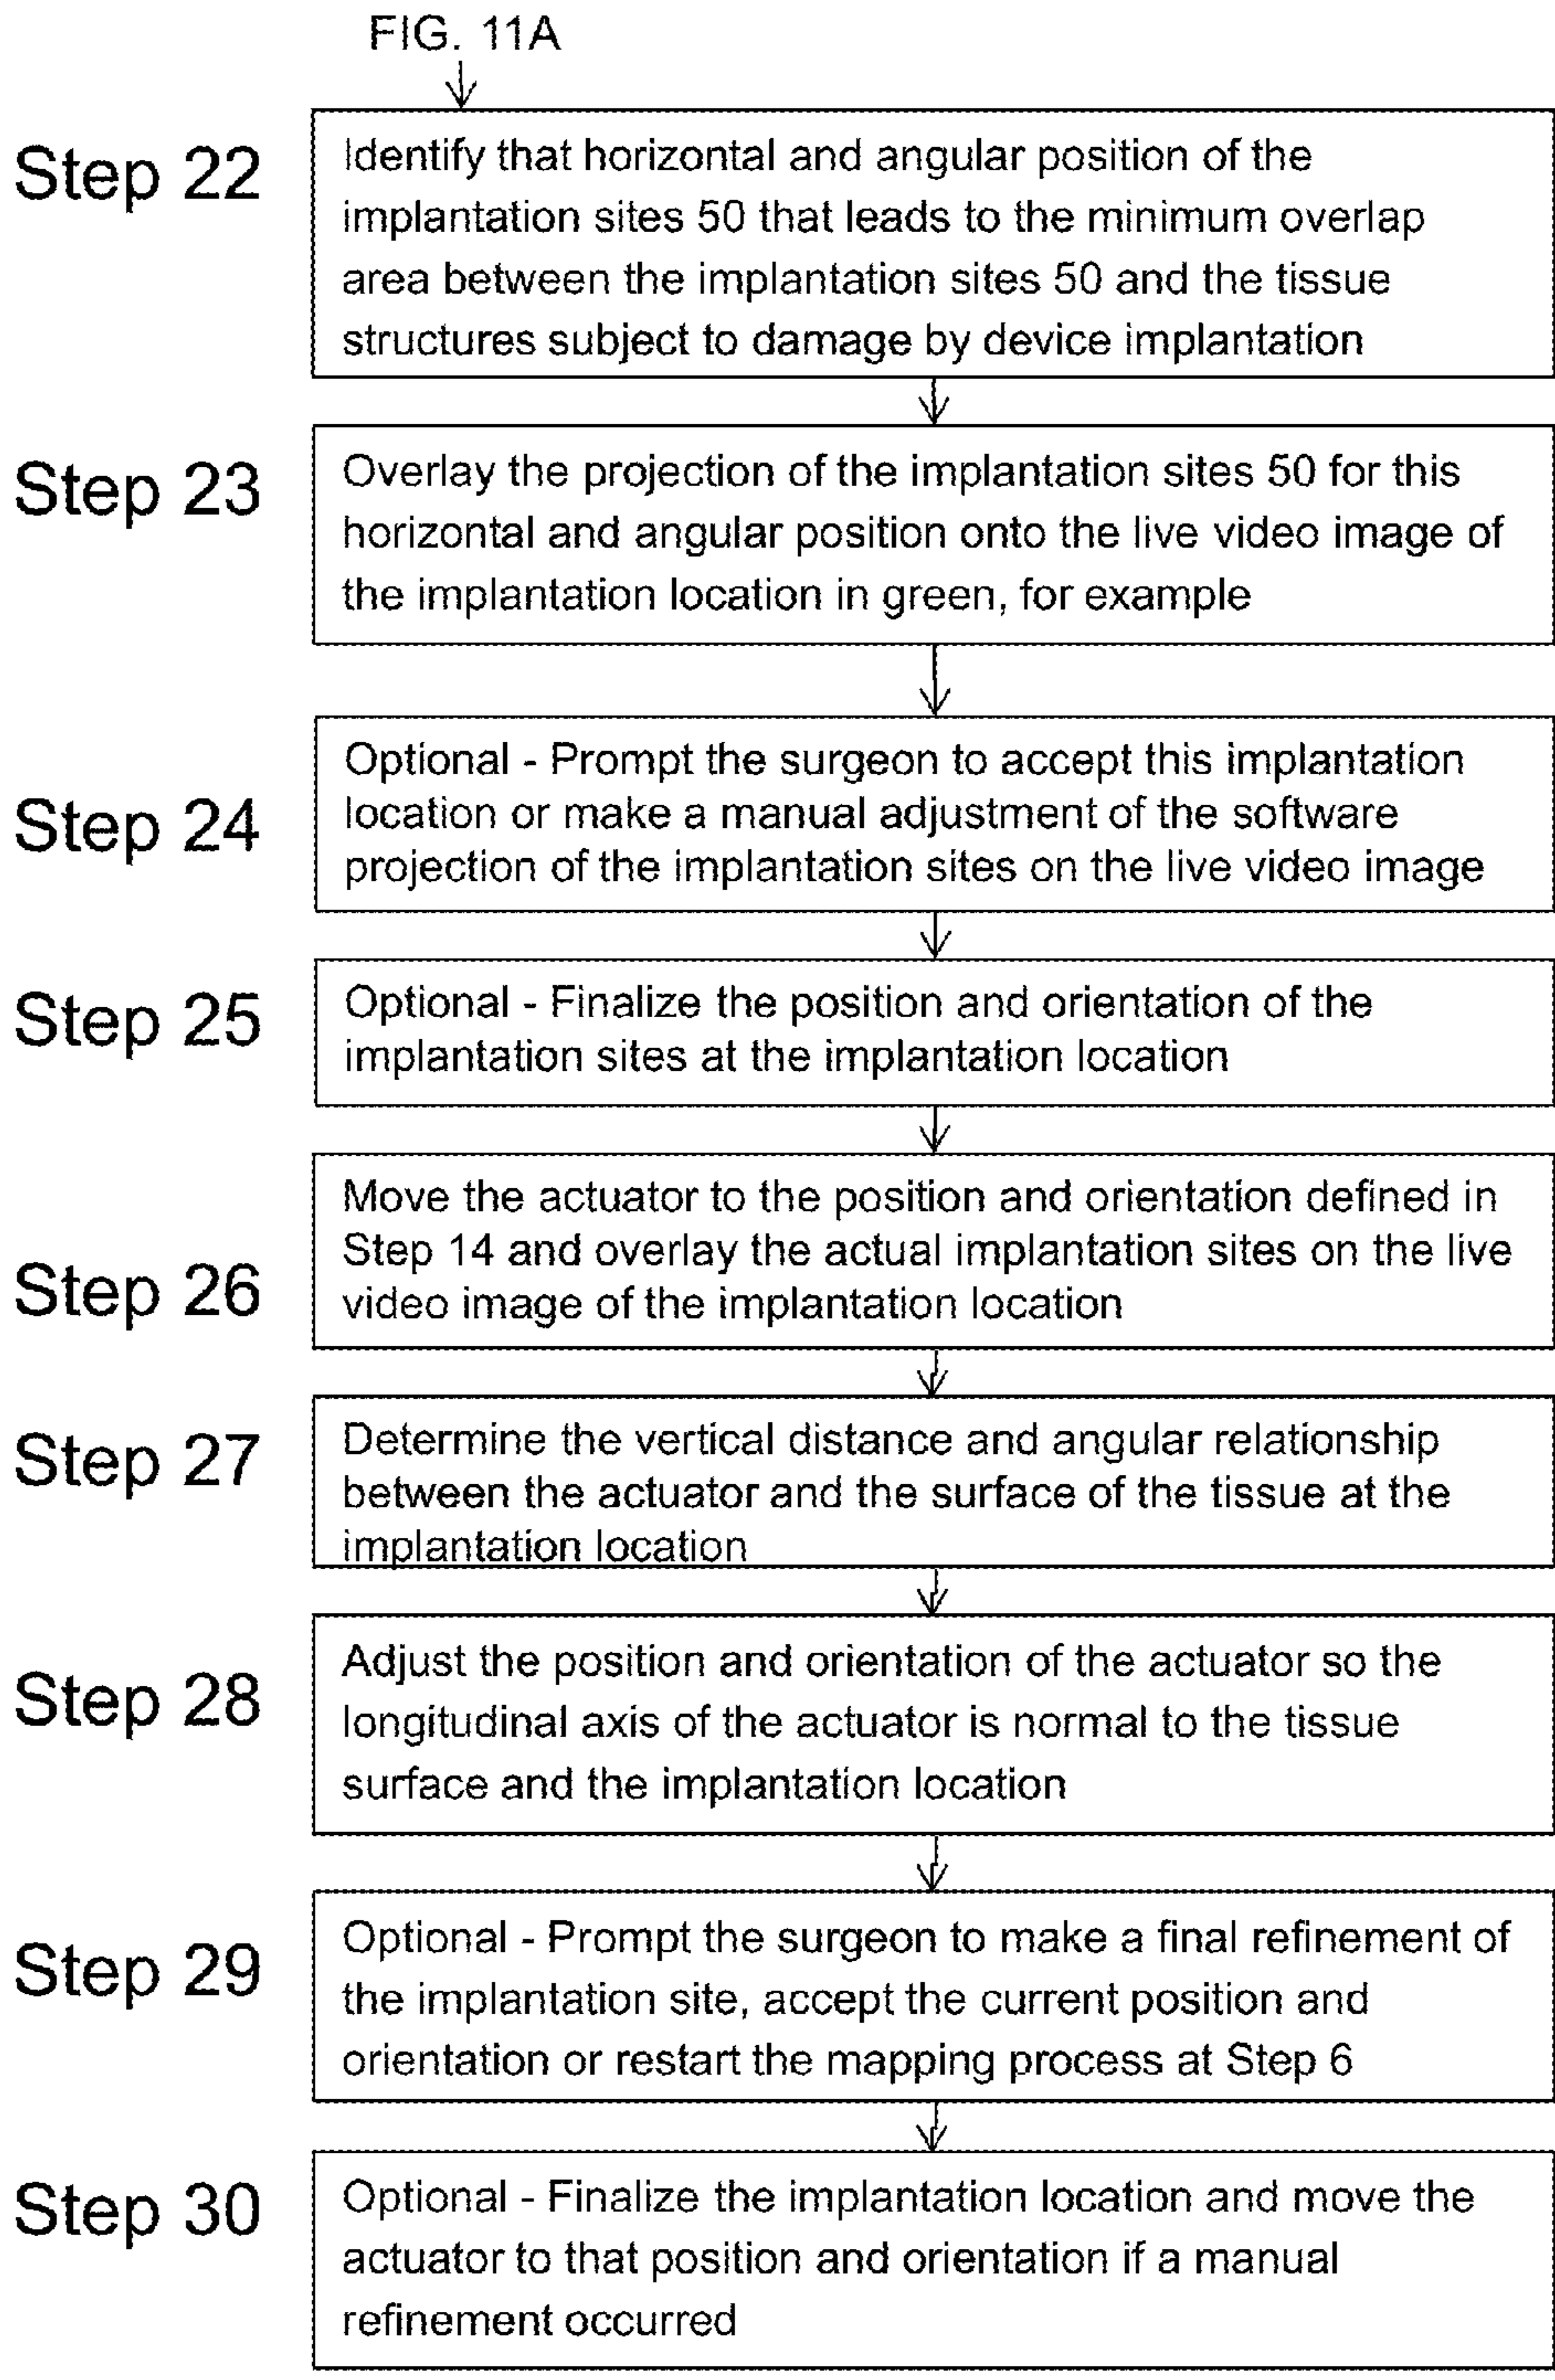 FIG. 11A
Step 22
Identify that horizontal and angular position of the
implantation sites 50 that leads to the minimum overlap
area between the implantation sites 50 and the tissue
structures subject to damage by device implantation
Step 23
Overlay the projection of the implantation sites 50 for this
horizontal and angular position onto the live video image of
the implantation location in green, for example
Step 24
Optional - Prompt the surgeon to accept this implantation
location or make a manual adjustment of the software
projection of the implantation sites on the live video image
Step 25
Optional - Finalize the position and orientation of the
implantation sites at the implantation location
Step 26
Move the actuator to the position and orientation defined in
Step 14 and overlay the actual implantation sites on the live
video image of the implantation location
Step 27
Determine the vertical distance and angular relationship
between the actuator and the surface of the tissue at the
implantation location
Step 28
Adjust the position and orientation of the actuator so the
longitudinal axis of the actuator is normal to the tissue
surface and the implantation location
Step 29
Optional - Prompt the surgeon to make a final refinement of
the implantation site, accept the current position and
orientation or restart the mapping process at Step 6
Step 30
Optional - Finalize the implantation location and move the
actuator to that position and orientation if a manual
refinement occurred